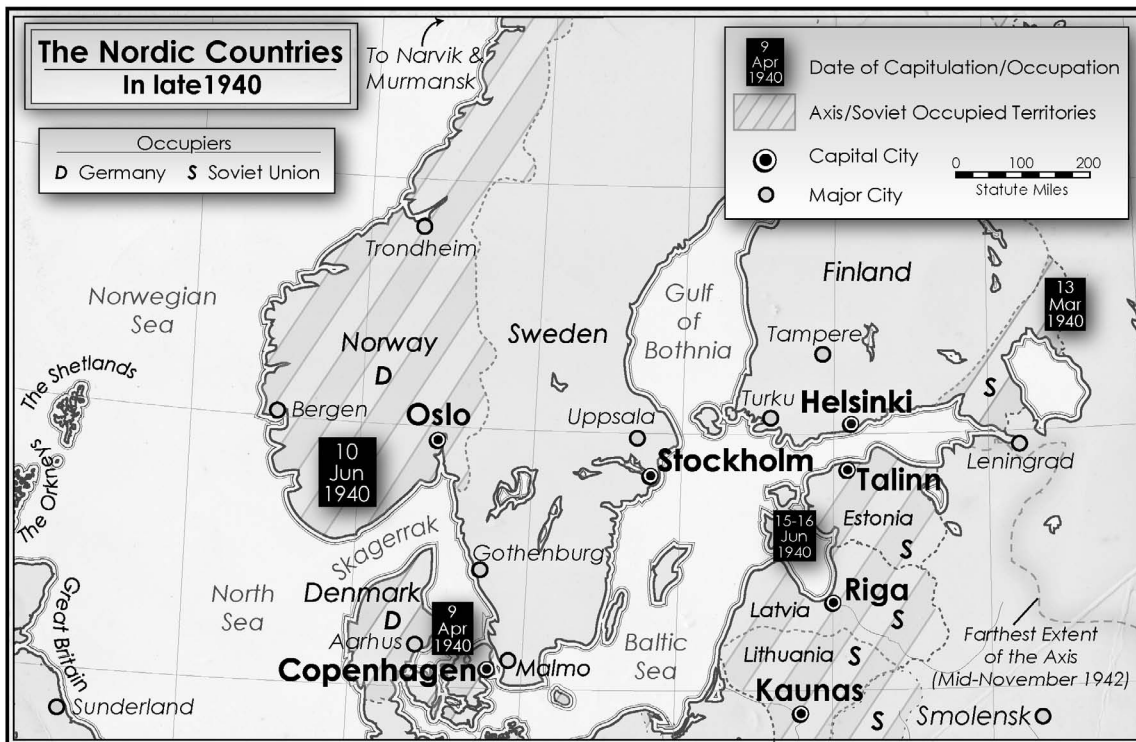 The Nordic Countries
In late1940
Occupiers
D Germany S Soviet Union
To Narvik &
Murmansk
9
Apr
1940
Date of Capitulation/Occupation
Axis/Soviet Occupied Territories
Capital City
Major City
0 100 200
Statute Miles
Trondheim
Norwegian
Sea
Gulf
of
Bothnia
Finland
13
Mar
1940
Tampere
Sweden
Norway
D
The Shetlands
Bergen
Oslo
Uppsala
Turku
Helsinki
S
Leningrad
Stockholm
The Orkneys
10
Jun
1940
Talinn
Estonia
S
15-16
Jun
1940
Skagerrak
Gothenburg
North
Sea
Denmark
D
Aarhus
9
Apr
1940
Copenhagen
Malmo
Great Britain
Sunderland
Baltic
Sea
Riga
Latvia
S
Lithuania S
Kaunas
S
Farthest Extent
of the Axis
(Mid-November 1942)
Smolensk